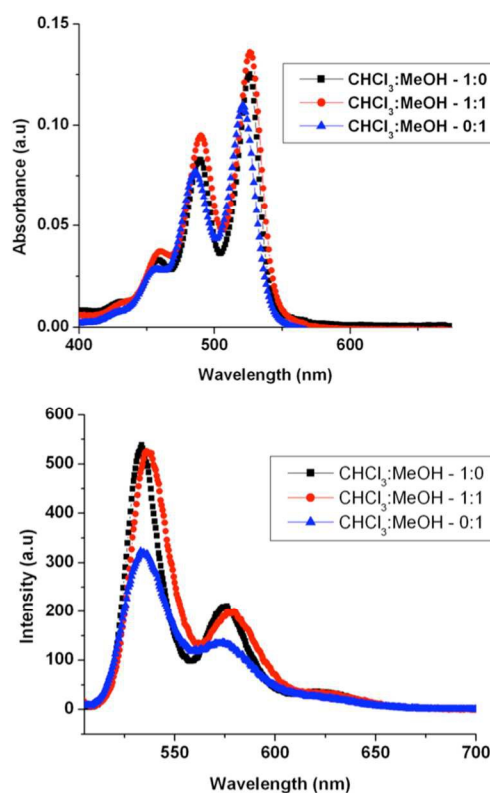 0.15
CHCl3:MeOH - 1:0
CHCl3:MeOH - 1:1
CHCl3:MeOH - 0:1
0.10
0.05
0.00
Absorbance (a.u)
400 500 600
Wavelength (nm)
600
500
400
300
200
100
0
Intensity (a.u)
CHCl3:MeOH - 1:0
CHCl3:MeOH - 1:1
CHCl3:MeOH - 0:1
550 600 650 700
Wavelength (nm)